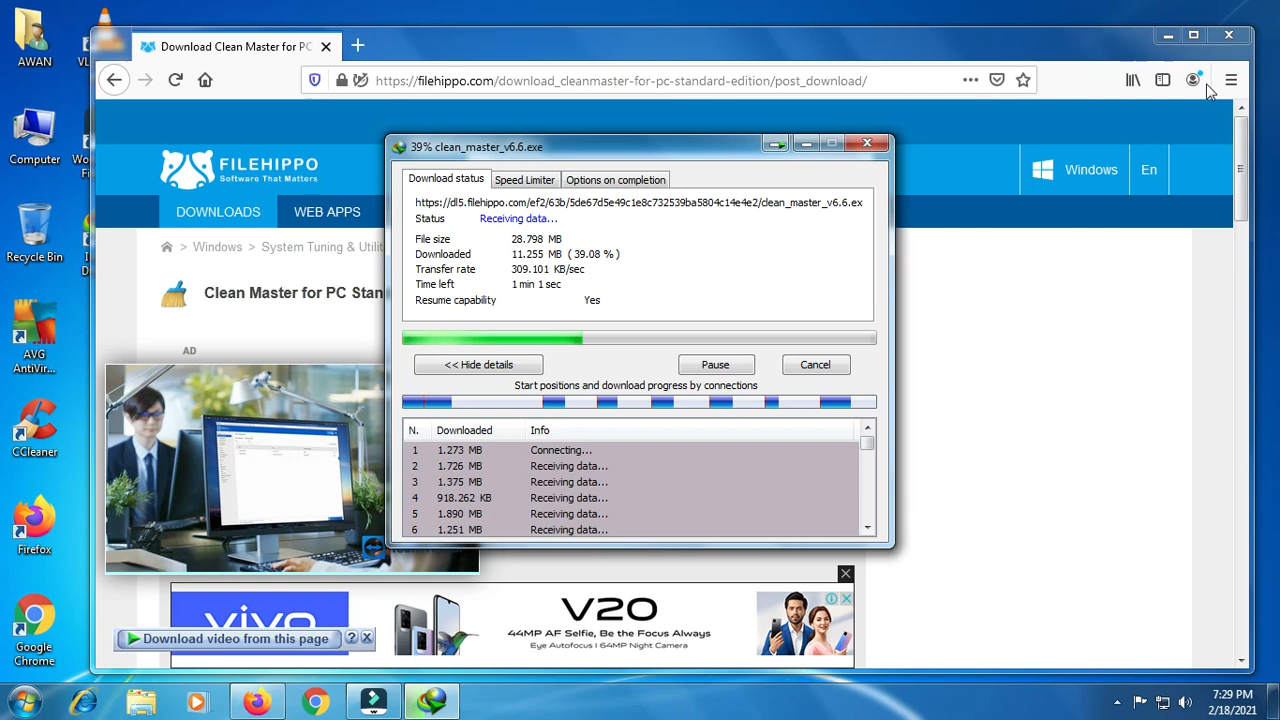 AWAN
Computer
Recycle Bin
AVG
AntiVir...
CCleaner
Firefox
Google
Chrome
Download Clean Master for PC
https://filehippo.com/download_cleanmaster-for-pc-standard-edition/post_download/
FILEHIPPO
Software That Matters
Windows
En
DOWNLOADS
WEB APPS
> Windows > System Tuning & Utilit
Clean Master for PC Stan
AD
39% clean_master_v6.6.exe
Download status
Speed Limiter
Options on completion
https://dl5.filehippo.com/ef2/63b/5de67d5e49c1e8c732539ba5804c14e4e2/clean_master_v6.6.ex
Status Receiving data...
File size 28.798 MB
Downloaded 11.255 MB ( 39.08 % )
Transfer rate 309.101 KB/sec
Time left 1 min 1 sec
Resume capability Yes
<< Hide details
Pause
Cancel
Start positions and download progress by connections
N. Downloaded Info
1 1.273 MB Connecting...
2 1.726 MB Receiving data...
3 1.375 MB Receiving data...
4 918.262 KB Receiving data...
5 1.890 MB Receiving data...
6 1.251 MB Receiving data...
vivo
V20
44MP AF Selfie, Be the Focus Always
Eye Autofocus | 64MP Night Camera
Download video from this page
?
7:29 PM
2/18/2021